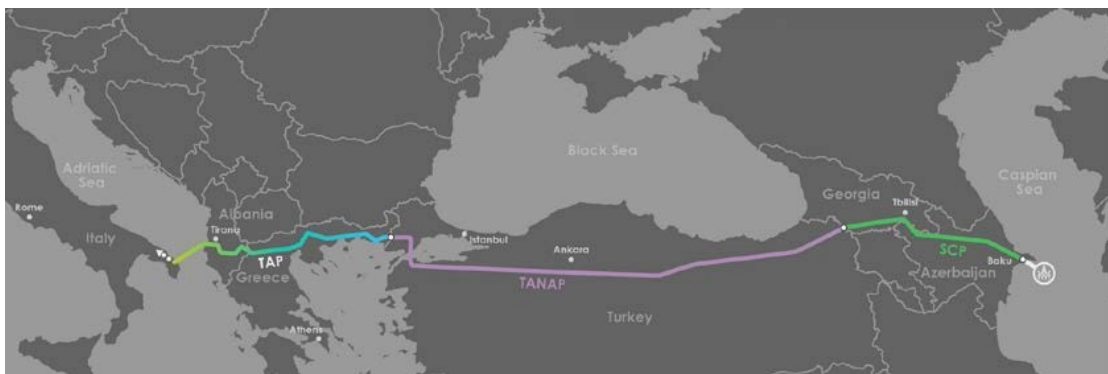 Adriatic
Sea
Rome
Italy
Albania
Tirana
TAP
Greece
Athens
Istanbul
Black Sea
Ankara
TANAP
Turkey
Georgia
Tbilisi
SCP
Azerbaijan
Baku
Caspian
Sea